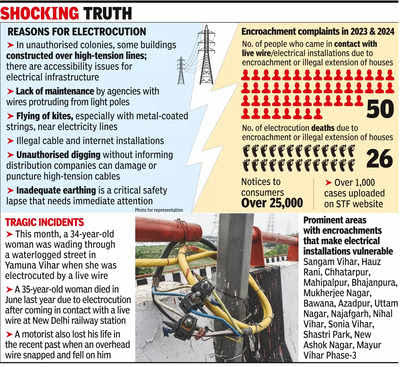 SHOCKING TRUTH
REASONS FOR ELECTROCUTION
➤ In unauthorised colonies, some buildings
constructed over high-tension lines;
there are accessibility issues for
electrical infrastructure
➤ Lack of maintenance by agencies with
wires protruding from light poles
➤ Flying of kites, especially with metal-coated
strings, near electricity lines
➤ Illegal cable and internet installations
➤ Unauthorised digging without informing
distribution companies can damage or
puncture high-tension cables
➤ Inadequate earthing is a critical safety
lapse that needs immediate attention
Photo for representation
Encroachment complaints in 2023 & 2024
No. of people who came in contact with
live wire/electrical installations due to
encroachment or illegal extension of houses
50
No. of electrocution deaths due to
encroachment or illegal extension of houses
26
Notices to
consumers
Over 25,000
➤ Over 1,000
cases uploaded
on STF website
TRAGIC INCIDENTS
➤ This month, a 34-year-old
woman was wading through
a waterlogged street in
Yamuna Vihar when she was
electrocuted by a live wire
➤ A 35-year-old woman died in
June last year due to electrocution
after coming in contact with a live
wire at New Delhi railway station
➤ A motorist also lost his life in
the recent past when an overhead
wire snapped and fell on him
Prominent areas
with encroachments
that make electrical
installations vulnerable
Sangam Vihar, Hauz
Rani, Chhatarpur,
Mahipalpur, Bhajanpura,
Mukherjee Nagar,
Bawana, Azadpur, Uttam
Nagar, Najafgarh, Nihal
Vihar, Sonia Vihar,
Shastri Park, New
Ashok Nagar, Mayur
Vihar Phase-3